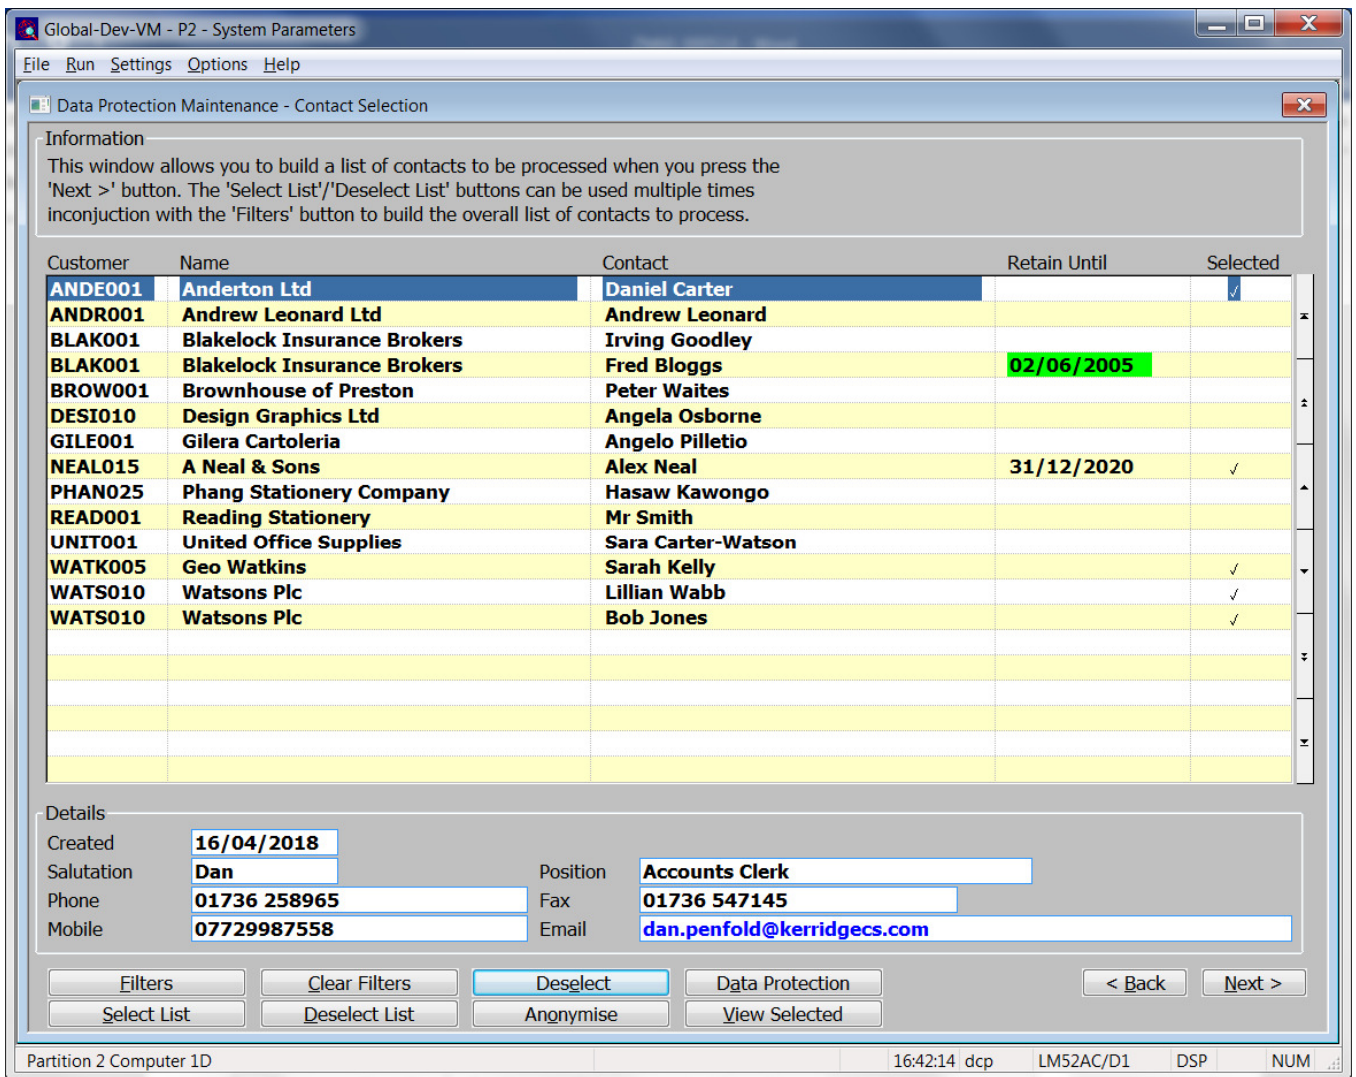 Global-Dev-VM - P2 - System Parameters
File Run Settings Options Help
Data Protection Maintenance - Contact Selection
Information
This window allows you to build a list of contacts to be processed when you press the
'Next >' button. The 'Select List'/'Deselect List' buttons can be used multiple times
inconjuction with the 'Filters' button to build the overall list of contacts to process.
Customer Name Contact Retain Until Selected
ANDE001 Anderton Ltd Daniel Carter ✓
ANDR001 Andrew Leonard Ltd Andrew Leonard
BLAK001 Blakelock Insurance Brokers Irving Goodley
BLAK001 Blakelock Insurance Brokers Fred Bloggs 02/06/2005
BROW001 Brownhouse of Preston Peter Waites
DESI010 Design Graphics Ltd Angela Osborne
GILE001 Gilera Cartoleria Angelo Pilletio
NEAL015 A Neal & Sons Alex Neal 31/12/2020 ✓
PHAN025 Phang Stationery Company Hasaw Kawongo
READ001 Reading Stationery Mr Smith
UNIT001 United Office Supplies Sara Carter-Watson
WATK005 Geo Watkins Sarah Kelly ✓
WATS010 Watsons Plc Lillian Wabb ✓
WATS010 Watsons Plc Bob Jones ✓
Details
Created 16/04/2018
Salutation Dan Position Accounts Clerk
Phone 01736 258965 Fax 01736 547145
Mobile 07729987558 Email dan.penfold@kerridgecs.com
Filters Clear Filters Deselect Data Protection < Back Next >
Select List Deselect List Anonymise View Selected
Partition 2 Computer 1D 16:42:14 dcp LM52AC/D1 DSP NUM